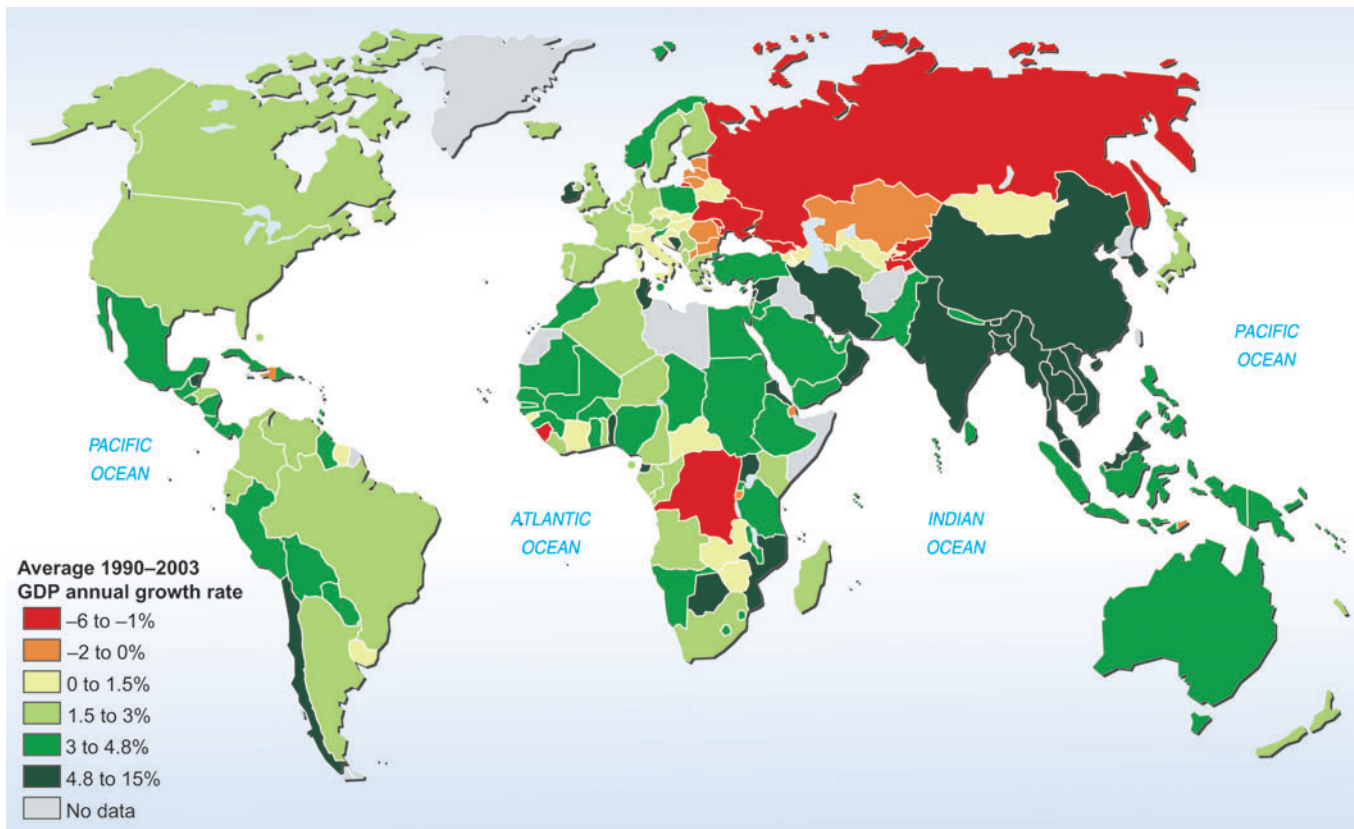 PACIFIC
OCEAN
PACIFIC
OCEAN
ATLANTIC
OCEAN
INDIAN
OCEAN
Average 1990–2003
GDP annual growth rate
–6 to –1%
–2 to 0%
0 to 1.5%
1.5 to 3%
3 to 4.8%
4.8 to 15%
No data